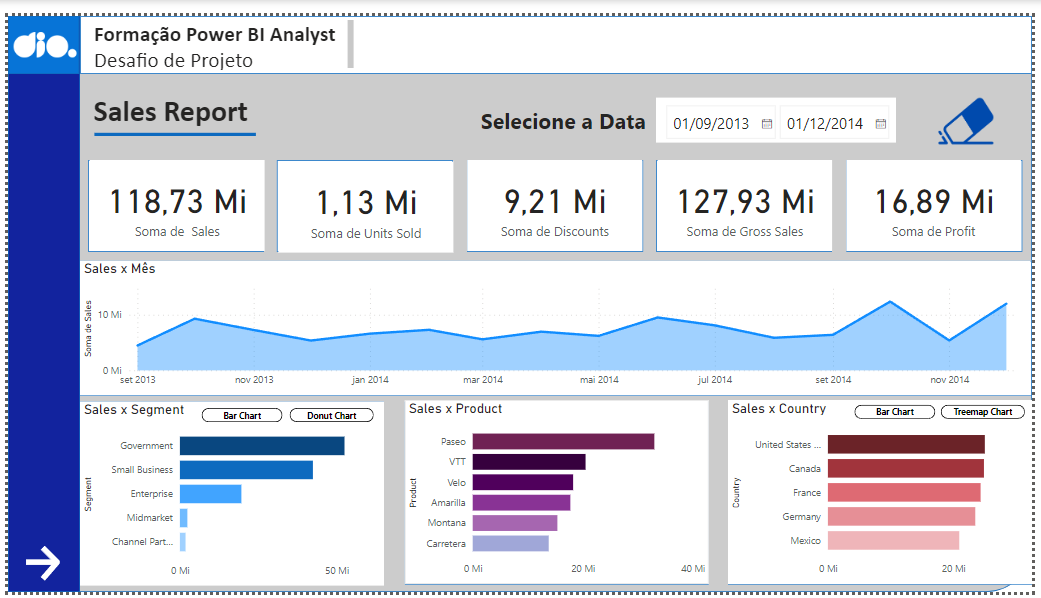 dio.
Formação Power BI Analyst
Desafio de Projeto
Sales Report
Selecione a Data
01/09/2013
01/12/2014
118,73 Mi
Soma de Sales
1,13 Mi
Soma de Units Sold
9,21 Mi
Soma de Discounts
127,93 Mi
Soma de Gross Sales
16,89 Mi
Soma de Profit
Sales x Mês
Soma de Sales
10 Mi
0 Mi
set 2013
nov 2013
jan 2014
mar 2014
mai 2014
jul 2014
set 2014
nov 2014
Sales x Segment
Bar Chart
Donut Chart
Segment
Government
Small Business
Enterprise
Midmarket
Channel Part...
0 Mi
50 Mi
Sales x Product
Product
Paseo
VTT
Velo
Amarilla
Montana
Carretera
0 Mi
20 Mi
40 Mi
Sales x Country
Bar Chart
Treemap Chart
Country
United States ...
Canada
France
Germany
Mexico
0 Mi
20 Mi